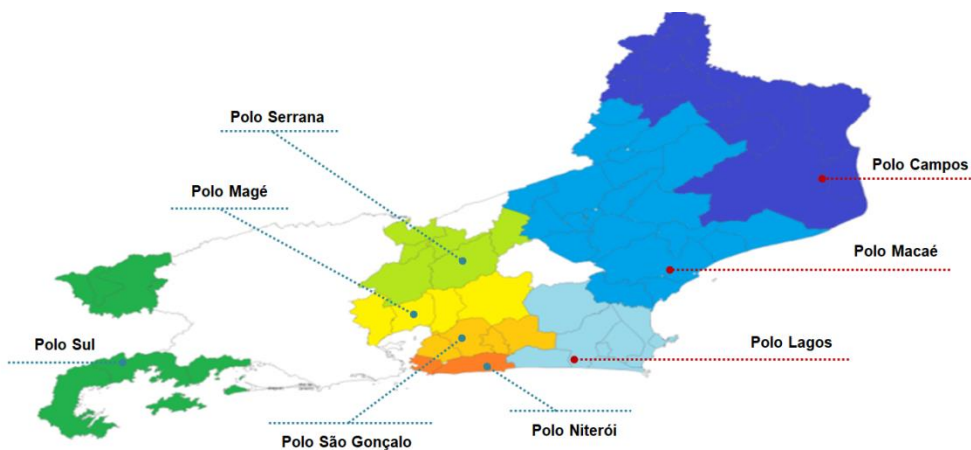 Polo Serrana
Polo Campos
Polo Magé
Polo Macaé
Polo Sul
Polo Lagos
Polo Niterói
Polo São Gonçalo